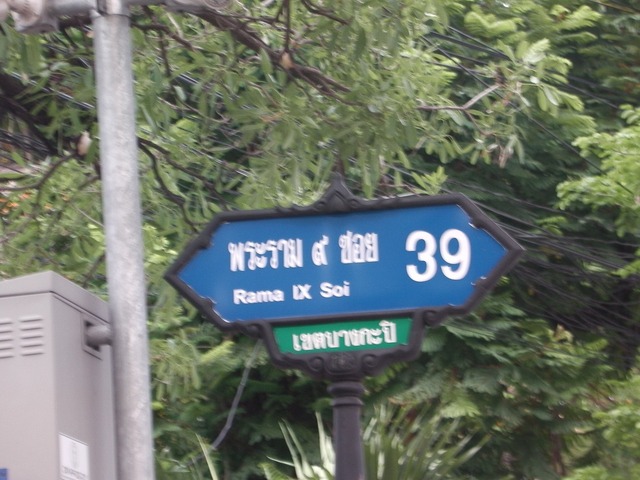 พระราม ๙ ซอย 39
Rama IX Soi
เขตบางกะปิ